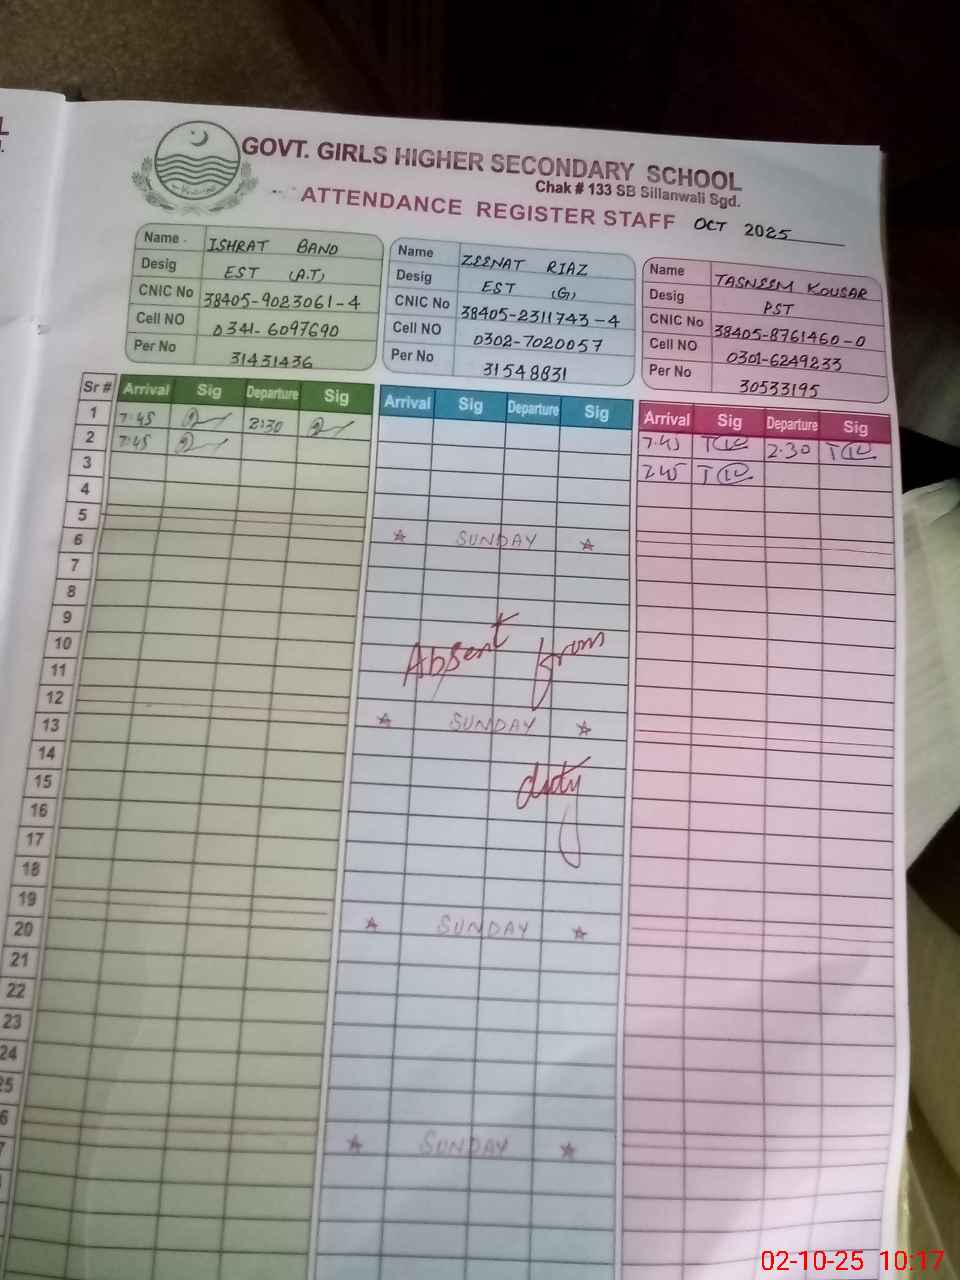 GOVT. GIRLS HIGHER SECONDARY SCHOOL
Chak # 133 SB Sillanwali Sgd.
ATTENDANCE REGISTER STAFF OCT 2025
Name ISHRAT BANO
Desig EST (A.T)
CNIC No 38405-9023061-4
Cell NO 0341-6097690
Per No 31431436
Name ZEENAT RIAZ
Desig EST (G)
CNIC No 38405-2311743-4
Cell NO 0302-7020057
Per No 31548831
Name TASNEEM KOUSAR
Desig PST
CNIC No 38405-8761460-0
Cell NO 0301-6249233
Per No 30533195
Sr # Arrival Sig Departure Sig Arrival Sig Departure Sig Arrival Sig Departure Sig
1 7:45 2:30 7.45 2.30
2 7:45 7.45
3
4
5
6 SUNDAY
7
8
9
10 Absent from
11
12
13 SUNDAY
14
15 duty
16
17
18
19
20 SUNDAY
21
22
23
24
25
6
7 SUNDAY
02-10-25 10:17